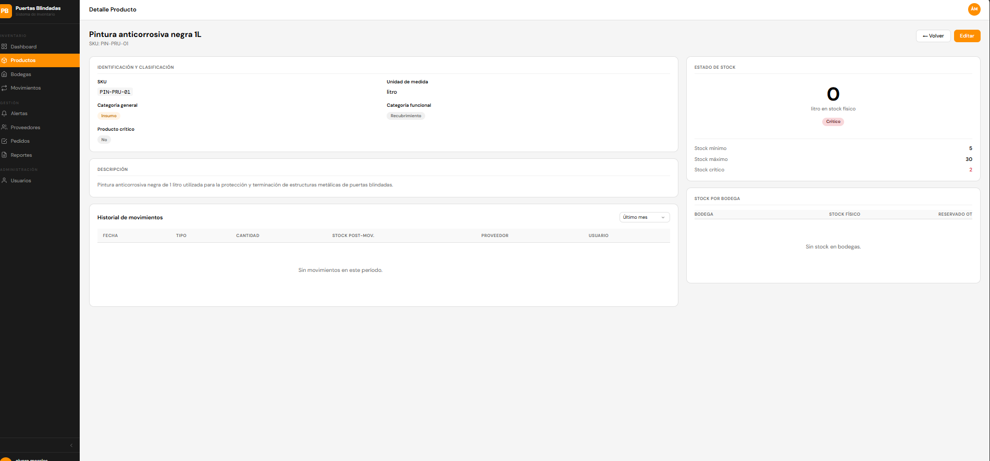 PB
Puertas Blindadas
Detalle Producto
AM
Pintura anticorrosiva negra 1L
SKU: PIN-PRU-01
← Volver
Editar
Dashboard
Productos
Bodegas
Movimientos
Alertas
Proveedores
Pedidos
Reportes
Usuarios
IDENTIFICACIÓN Y CLASIFICACIÓN
SKU
Unidad de medida
PIN-PRU-01
litro
Categoría general
Categoría funcional
Insumo
Recubrimiento
Producto crítico
No
DESCRIPCIÓN
Pintura anticorrosiva negra de 1 litro utilizada para la protección y terminación de estructuras metálicas de puertas blindadas.
Historial de movimientos
Último mes
FECHA TIPO CANTIDAD STOCK POST-MOV. PROVEEDOR USUARIO
Sin movimientos en este período.
ESTADO DE STOCK
0
litro en stock físico
Crítico
Stock mínimo 5
Stock máximo 30
Stock crítico 2
STOCK POR BODEGA
BODEGA STOCK FÍSICO RESERVADO OT
Sin stock en bodegas.